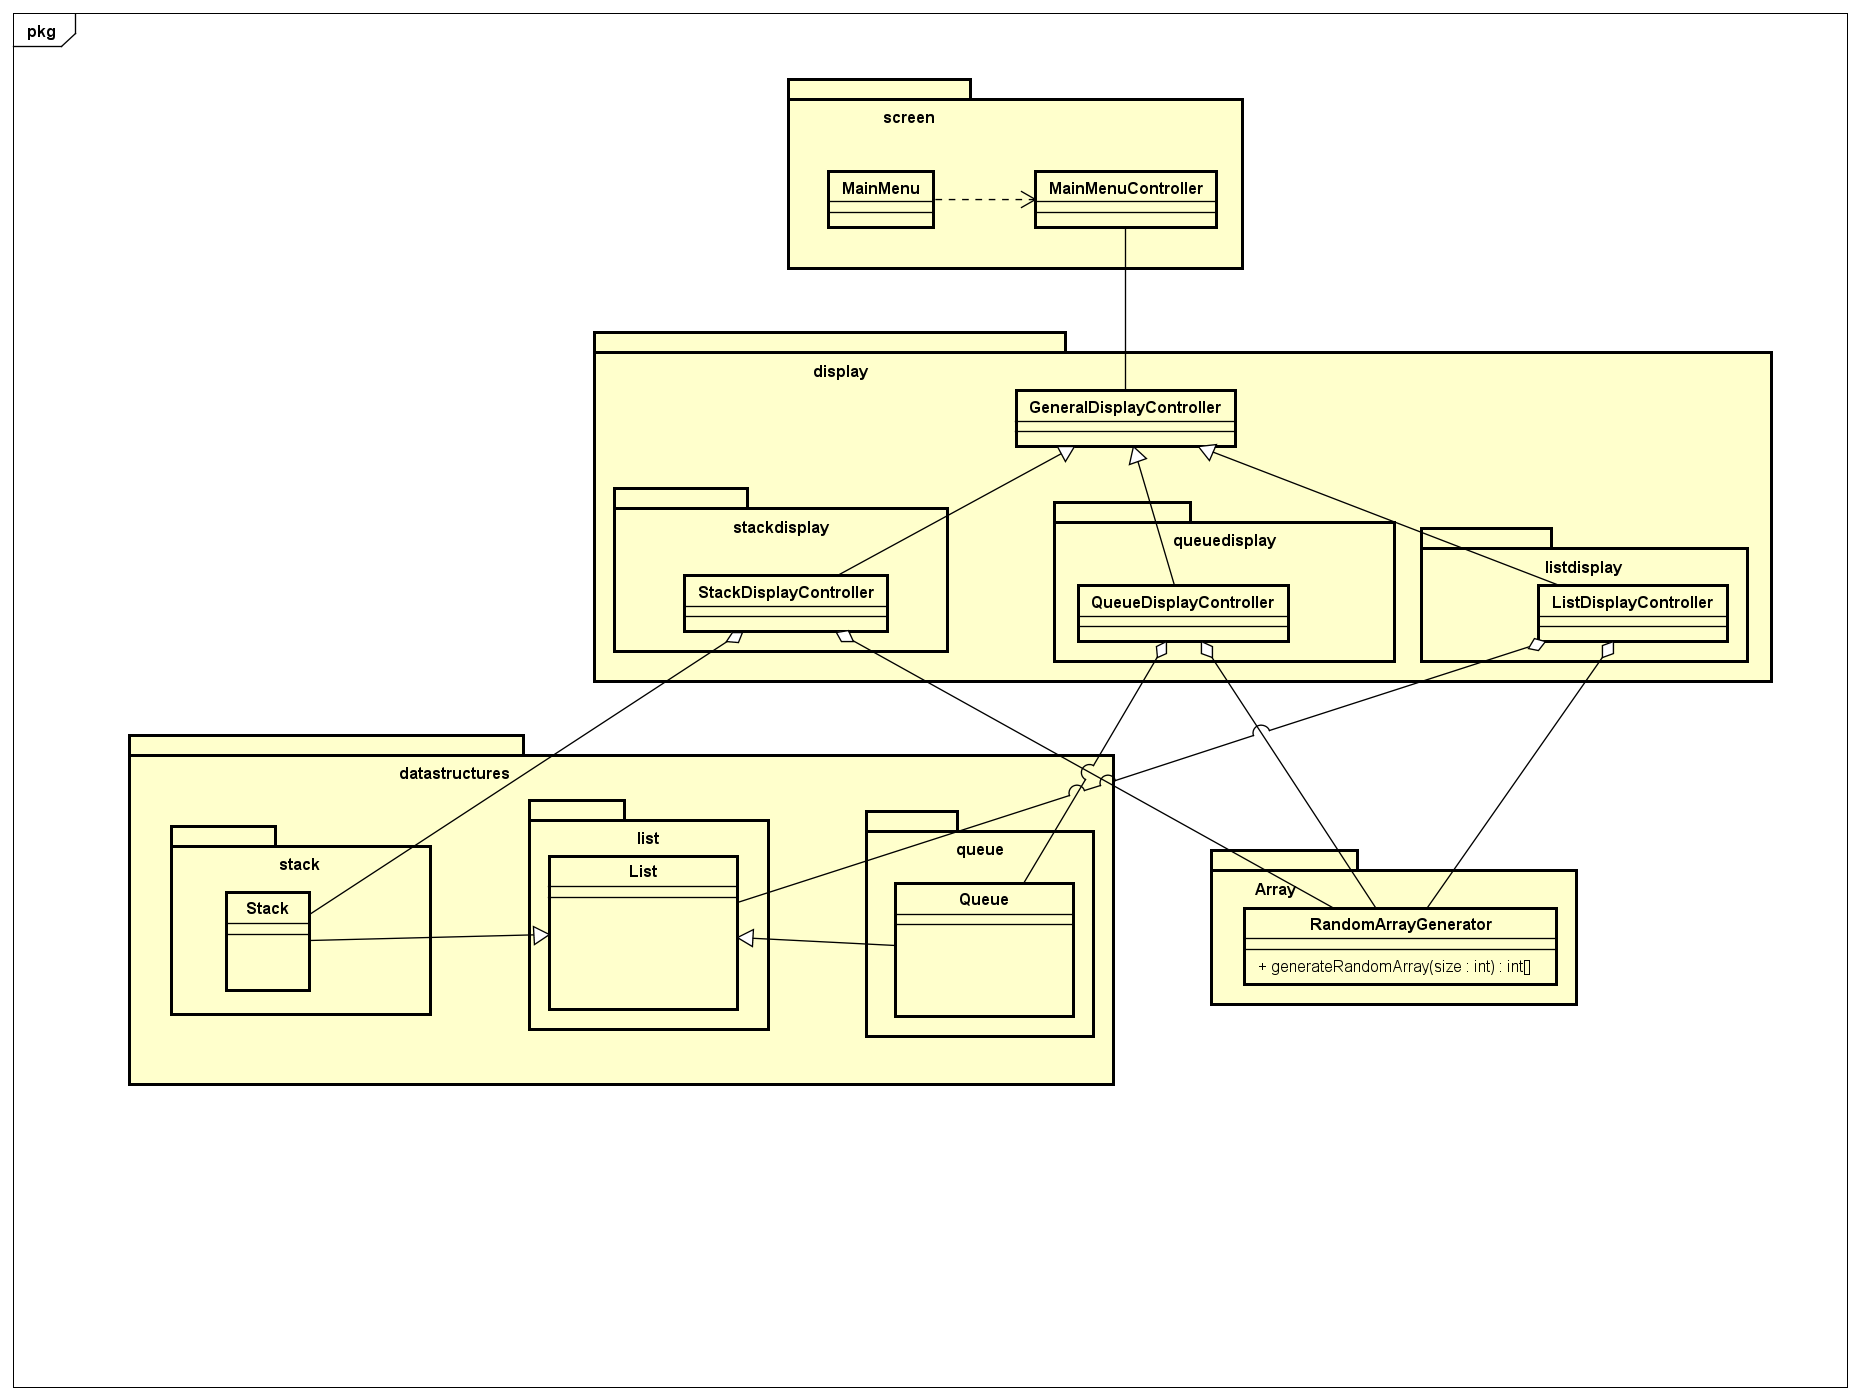 pkg
screen
MainMenu
MainMenuController
display
GeneralDisplayController
stackdisplay
StackDisplayController
queuedisplay
QueueDisplayController
listdisplay
ListDisplayController
datastructures
stack
Stack
list
List
queue
Queue
Array
RandomArrayGenerator
+ generateRandomArray(size : int) : int[]